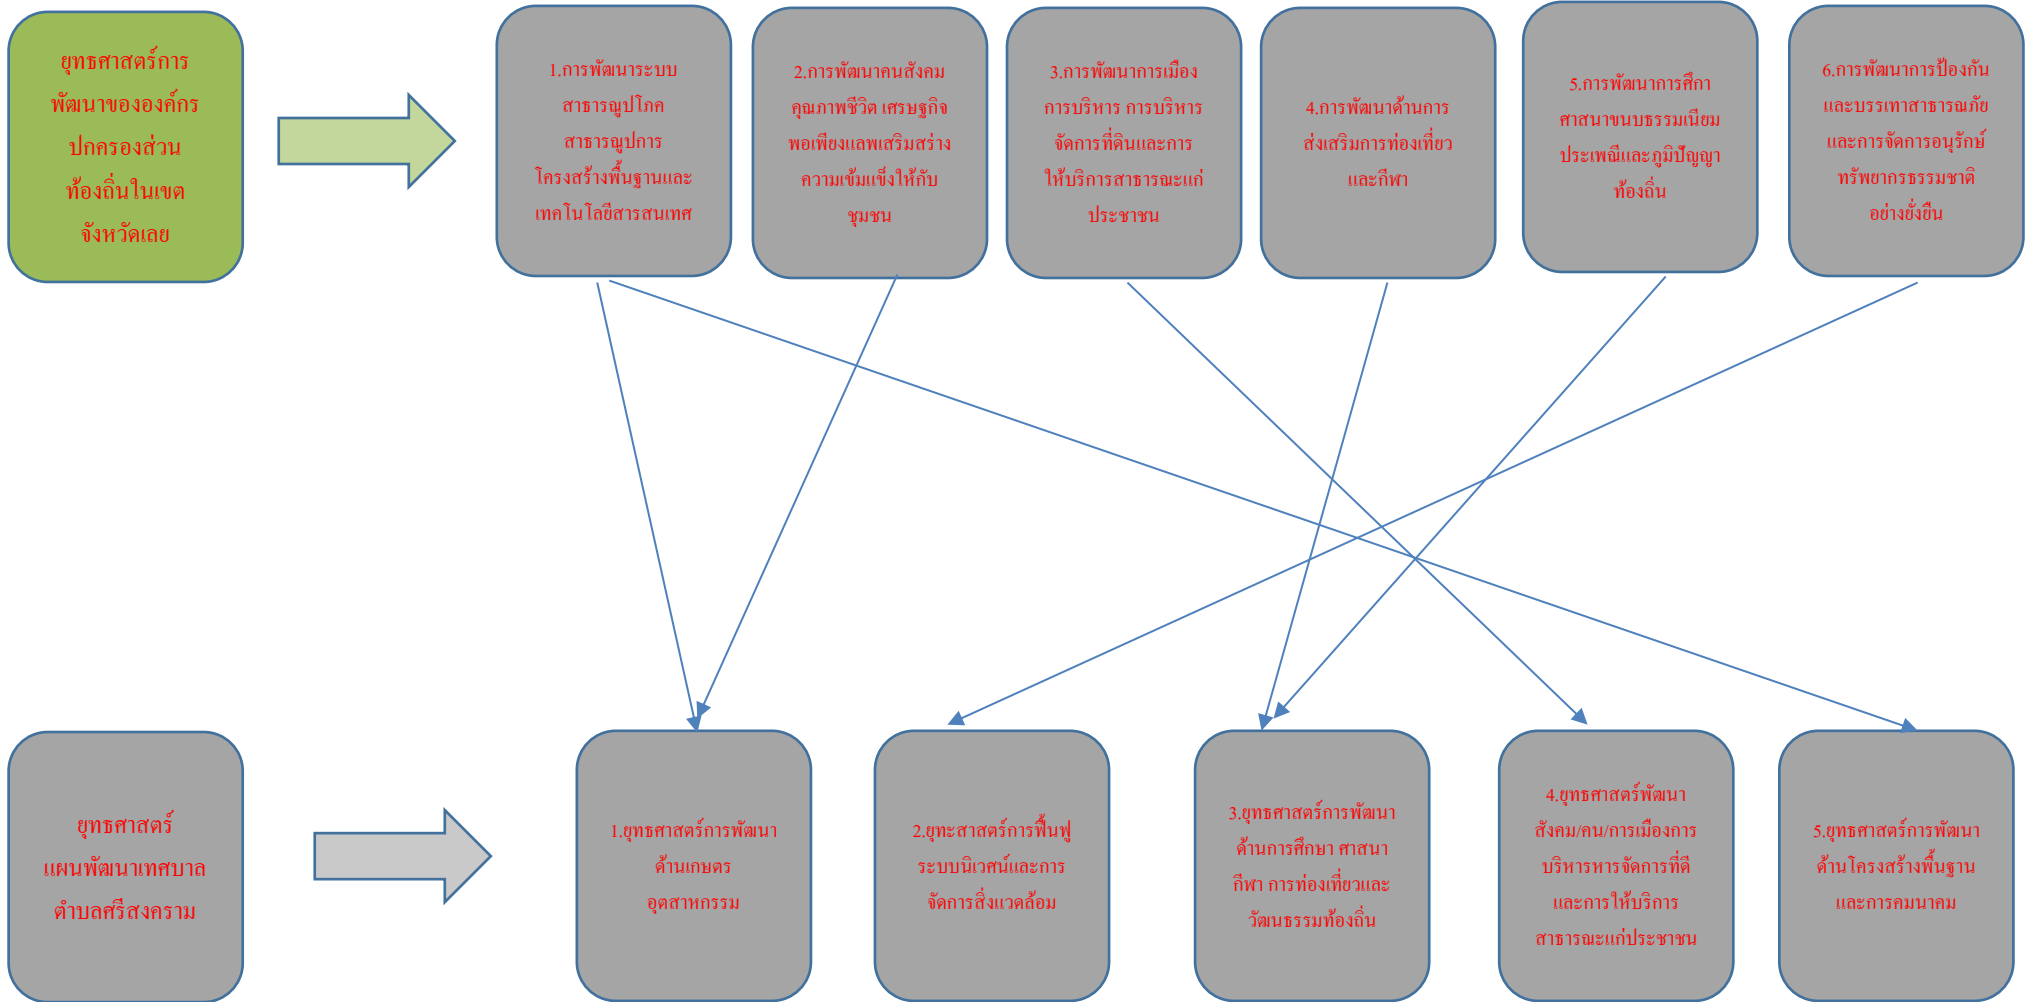 ยุทธศาสตร์การ
พัฒนาขององค์กร
ปกครองส่วน
ท้องถิ่นในเขต
จังหวัดเลย
1.การพัฒนาระบบ
สาธารณูปโภค
สาธารณูปการ
โครงสร้างพื้นฐานและ
เทคโนโลยีสารสนเทศ
2.การพัฒนาคนสังคม
คุณภาพชีวิต เศรษฐกิจ
พอเพียงแลพเสริมสร่าง
ความเข้มแข็งให้กับ
ชุมชน
3.การพัฒนาการเมือง
การบริหาร การบริหาร
จัดการที่ดินและการ
ให้บริการสาธารณะแก่
ประชาชน
4.การพัฒนาด้านการ
ส่งเสริมการท่องเที่ยว
และกีฬา
5.การพัฒนาการศึกา
ศาสนาขนบธรรมเนียม
ประเพณีและภูมิปัญญา
ท้องถิ่น
6.การพัฒนาการป้องกัน
และบรรเทาสาธารณภัย
และการจัดการอนุรักษ์
ทรัพยากรธรรมชาติ
อย่างยั่งยืน
ยุทธศาสตร์
แผนพัฒนาเทศบาล
ตำบลศรีสงคราม
1.ยุทธศาสตร์การพัฒนา
ด้านเกษตร
อุตสาหกรรม
2.ยุทะสาสตร์การฟื้นฟู
ระบบนิเวศน์และการ
จัดการสิ่งแวดล้อม
3.ยุทธศาสตร์การพัฒนา
ด้านการศึกษา ศาสนา
กีฬา การท่องเที่ยวและ
วัฒนธรรมท้องถิ่น
4.ยุทธศาสตร์พัฒนา
สังคม/คน/การเมืองการ
บริหารหารจัดการที่ดี
และการให้บริการ
สาธารณะแก่ประชาชน
5.ยุทธศาสตร์การพัฒนา
ด้านโครงสร้างพื้นฐาน
และการคมนาคม